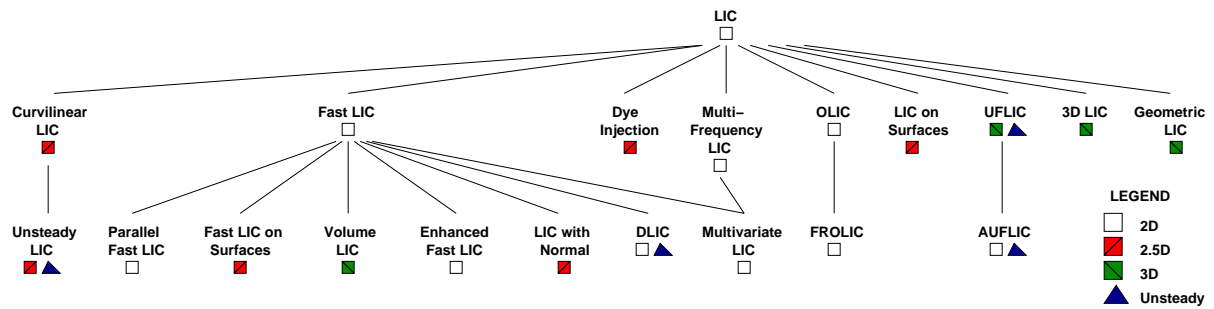 LIC
Curvilinear
LIC
Fast LIC
Dye
Injection
Multi−
Frequency
LIC
OLIC
LIC on
Surfaces
UFLIC
3D LIC
Geometric
LIC
Unsteady
LIC
Parallel
Fast LIC
Fast LIC on
Surfaces
Volume
LIC
Enhanced
Fast LIC
LIC with
Normal
DLIC
Multivariate
LIC
FROLIC
AUFLIC
LEGEND
2D
2.5D
3D
Unsteady